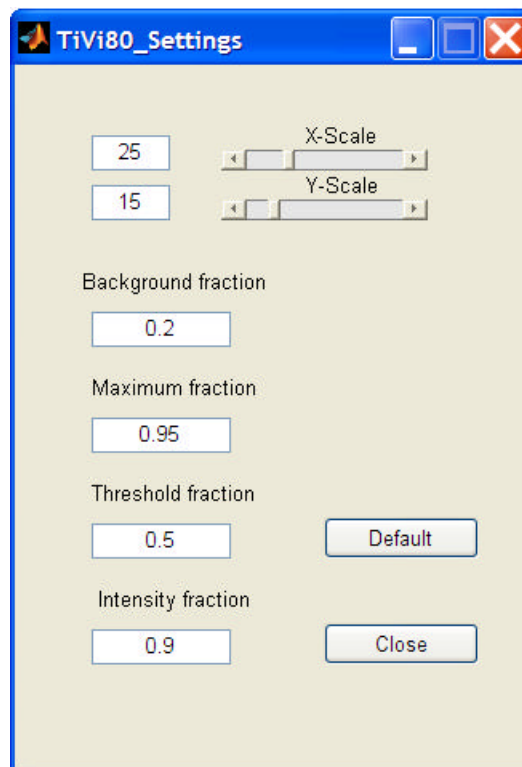 TiVi80_Settings
X-Scale
25
Y-Scale
15
Background fraction
0.2
Maximum fraction
0.95
Threshold fraction
0.5
Default
Intensity fraction
0.9
Close